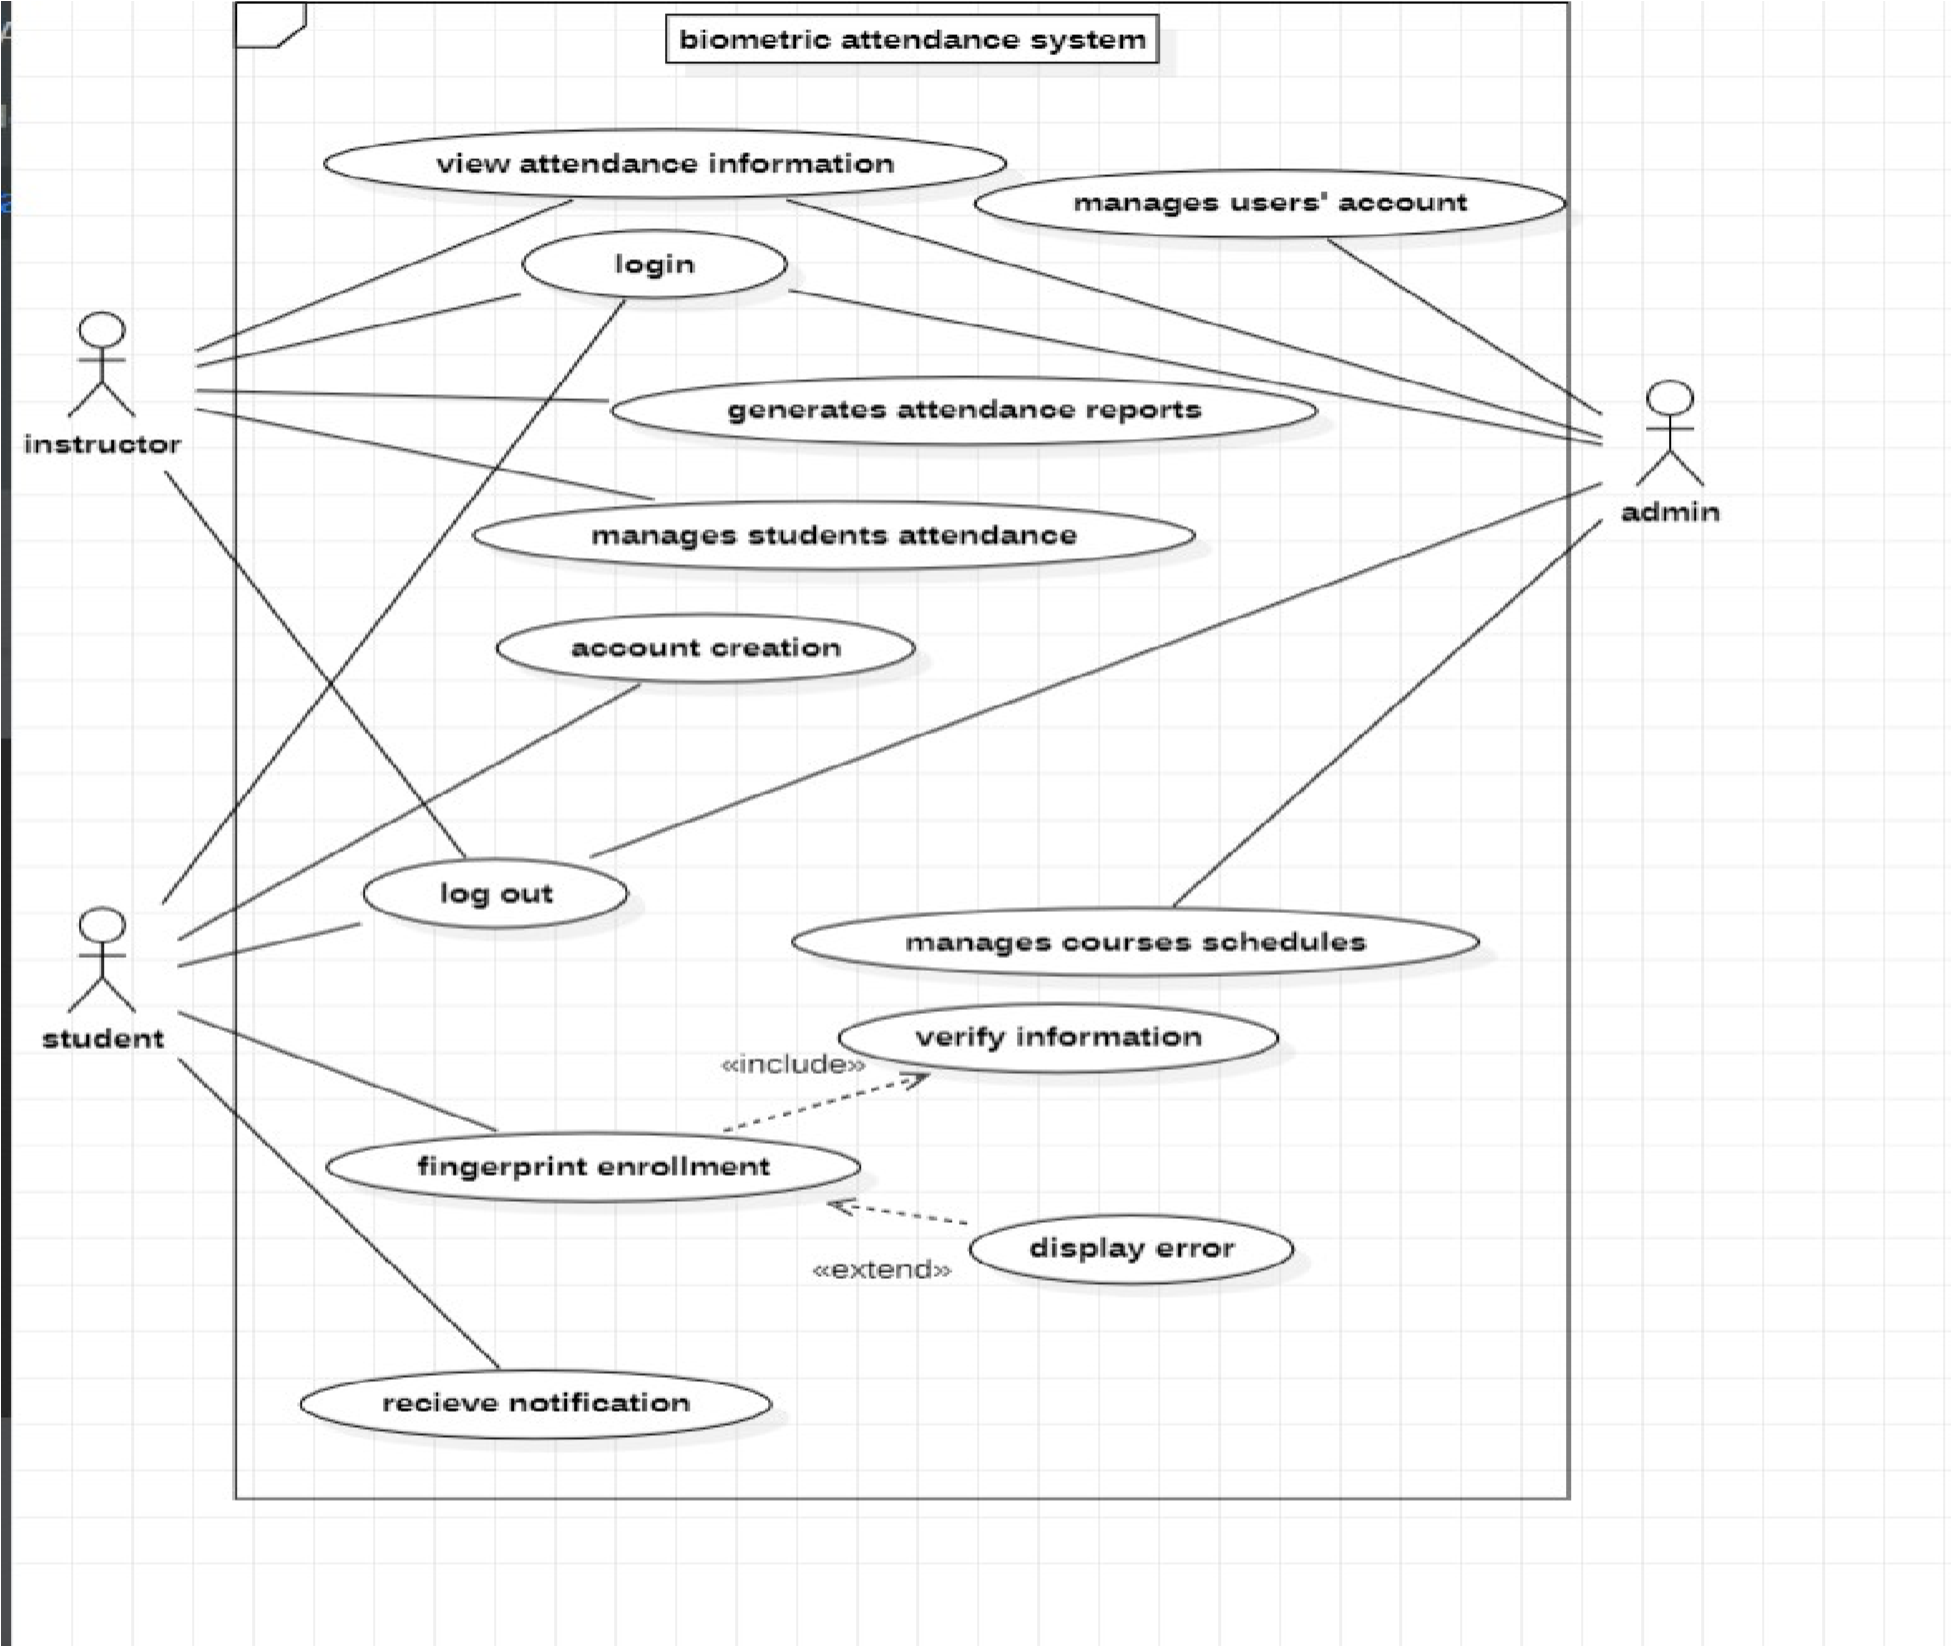 biometric attendance system
view attendance information
manages users' account
login
generates attendance reports
instructor
admin
manages students attendance
account creation
log out
manages courses schedules
student
verify information
«include»
fingerprint enrollment
display error
«extend»
recieve notification